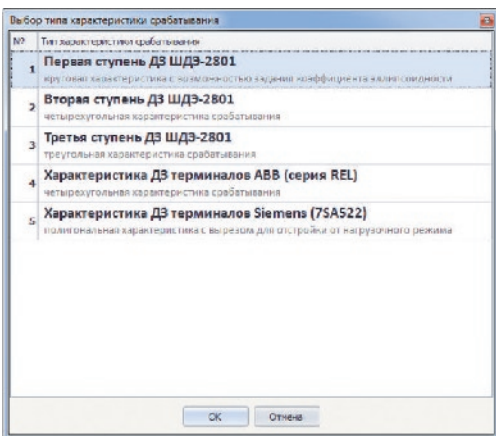 Выбор типа характеристики срабатывания
№ Тип характеристики срабатывания
1 Первая ступень ДЗ ШДЭ-2801
круговая характеристика с возможностью задания коэффициента эллипсоидности
2 Вторая ступень ДЗ ШДЭ-2801
четырехугольная характеристика срабатывания
3 Третья ступень ДЗ ШДЭ-2801
треугольная характеристика срабатывания
4 Характеристика ДЗ терминалов ABB (серия REL)
четырехугольная характеристика срабатывания
5 Характеристика ДЗ терминалов Siemens (7SA522)
полигональная характеристика с вырезом для отстройки от нагрузочного режима
OK Отмена